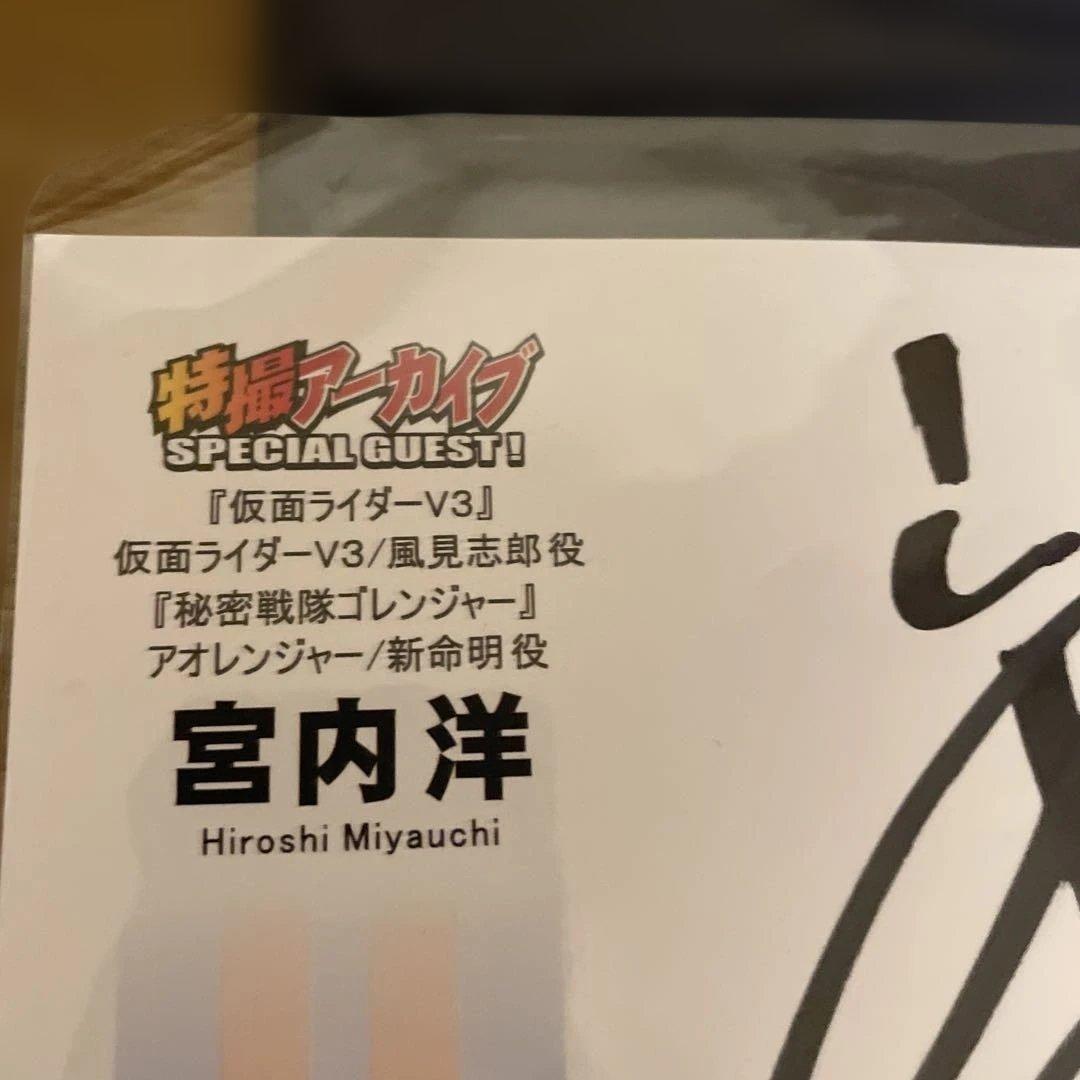 特撮アーカイブ
SPECIAL GUEST!
『仮面ライダーV3』
仮面ライダーV3/風見志郎役
『秘密戦隊ゴレンジャー』
アオレンジャー/新命明役
宮内洋
Hiroshi Miyauchi